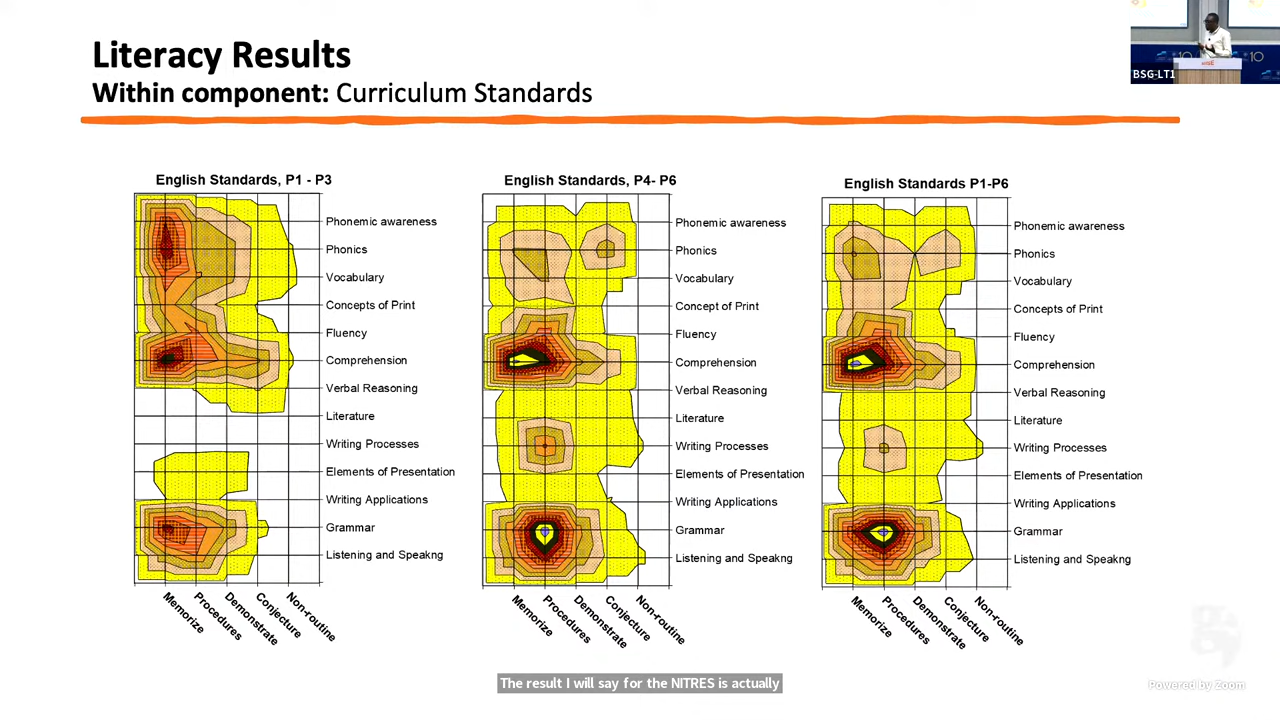 Literacy Results
Within component: Curriculum Standards
10
BSG-LT1
English Standards, P1 - P3
Phonemic awareness
Phonics
Vocabulary
Concepts of Print
Fluency
Comprehension
Verbal Reasoning
Literature
Writing Processes
Elements of Presentation
Writing Applications
Grammar
Listening and Speakng
Memorize
Procedures
Demonstrate
Conjecture
Non-routine
English Standards, P4- P6
Phonemic awareness
Phonics
Vocabulary
Concept of Print
Fluency
Comprehension
Verbal Reasoning
Literature
Writing Processes
Elements of Presentation
Writing Applications
Grammar
Listening and Speakng
Memorize
Procedures
Demonstrate
Conjecture
Non-routine
English Standards P1-P6
Phonemic awareness
Phonics
Vocabulary
Concepts of Print
Fluency
Comprehension
Verbal Reasoning
Literature
Writing Processes
Elements of Presentation
Writing Applications
Grammar
Listening and Speakng
Memorize
Procedures
Demonstrate
Conjecture
Non-routine
The result I will say for the NITRES is actually
Powered by Zoom